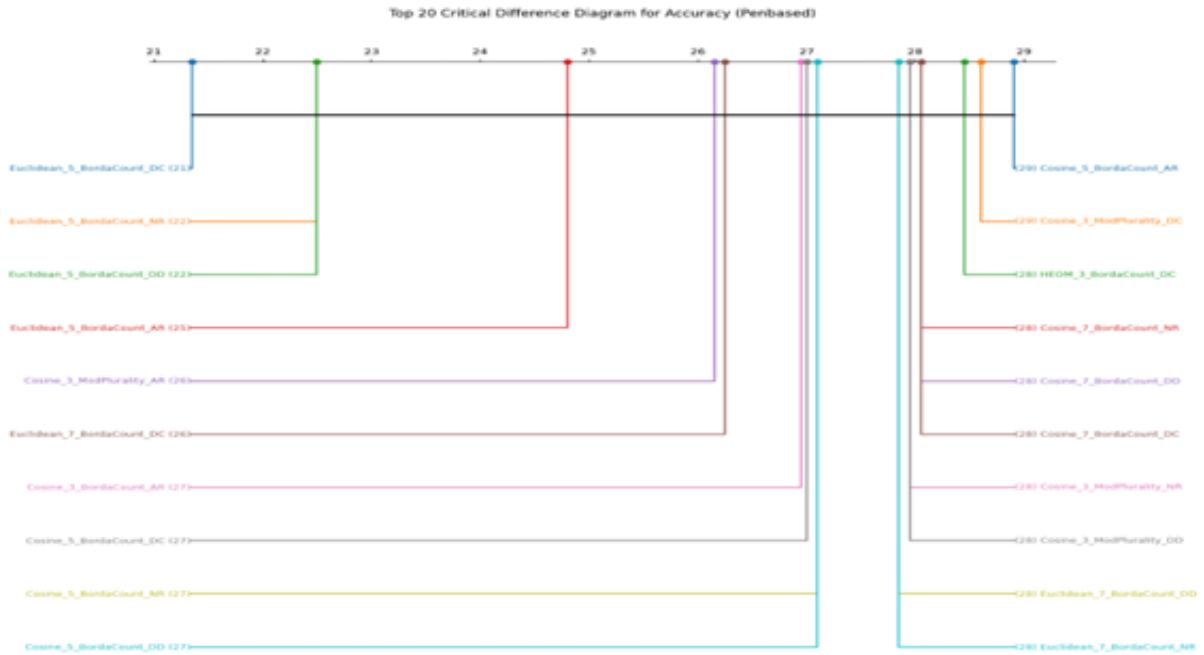 Top 20 Critical Difference Diagram for Accuracy (Penbased)
21 22 23 24 25 26 27 28 29
Euclidean_5_BordaCount_DC (21)
(29) Cosine_5_BordaCount_AR
Euclidean_5_BordaCount_NR (22)
(29) Cosine_3_ModPlurality_DC
Euclidean_5_BordaCount_DD (22)
(28) HEOM_3_BordaCount_DC
Euclidean_5_BordaCount_AR (25)
(28) Cosine_7_BordaCount_NR
Cosine_3_ModPlurality_AR (26)
(28) Cosine_7_BordaCount_DD
Euclidean_7_BordaCount_DC (26)
(28) Cosine_7_BordaCount_DC
Cosine_3_BordaCount_AR (27)
(28) Cosine_3_ModPlurality_NR
Cosine_5_BordaCount_DC (27)
(28) Cosine_3_ModPlurality_DD
Cosine_5_BordaCount_NR (27)
(28) Euclidean_7_BordaCount_DD
Cosine_5_BordaCount_DD (27)
(28) Euclidean_7_BordaCount_NR